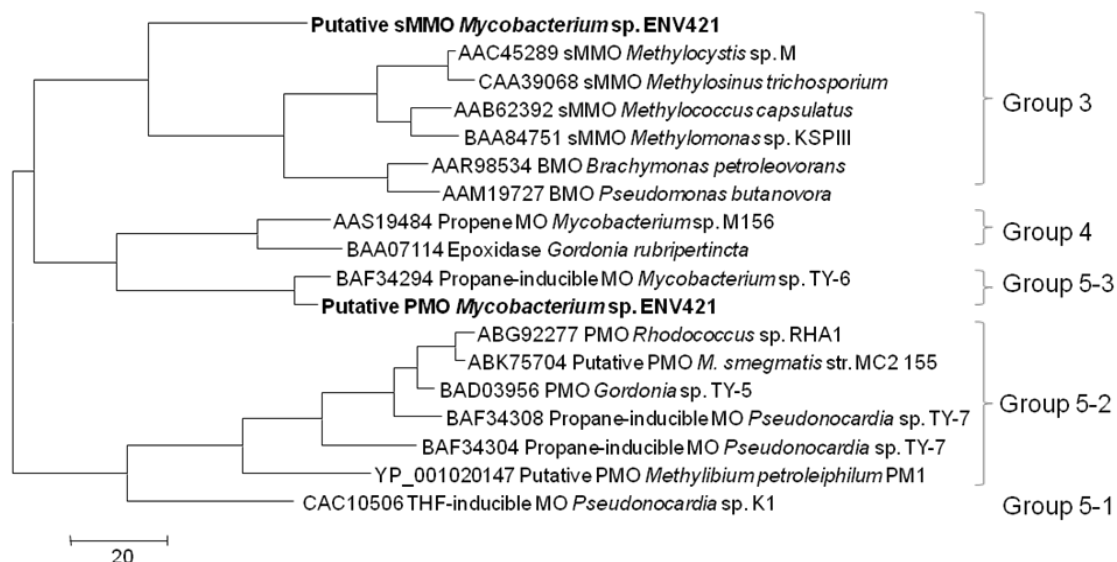 Putative sMMO Mycobacterium sp. ENV421
AAC45289 sMMO Methylocystis sp. M
CAA39068 sMMO Methylosinus trichosporium
AAB62392 sMMO Methylococcus capsulatus
BAA84751 sMMO Methylomonas sp. KSPIII
AAR98534 BMO Brachymonas petroleovorans
AAM19727 BMO Pseudomonas butanovora
Group 3
AAS19484 Propene MO Mycobacterium sp. M156
BAA07114 Epoxidase Gordonia rubripertincta
Group 4
BAF34294 Propane-inducible MO Mycobacterium sp. TY-6
Putative PMO Mycobacterium sp. ENV421
Group 5-3
ABG92277 PMO Rhodococcus sp. RHA1
ABK75704 Putative PMO M. smegmatis str. MC2 155
BAD03956 PMO Gordonia sp. TY-5
BAF34308 Propane-inducible MO Pseudonocardia sp. TY-7
BAF34304 Propane-inducible MO Pseudonocardia sp. TY-7
YP_001020147 Putative PMO Methylibium petroleiphilum PM1
Group 5-2
CAC10506 THF-inducible MO Pseudonocardia sp. K1
Group 5-1
20